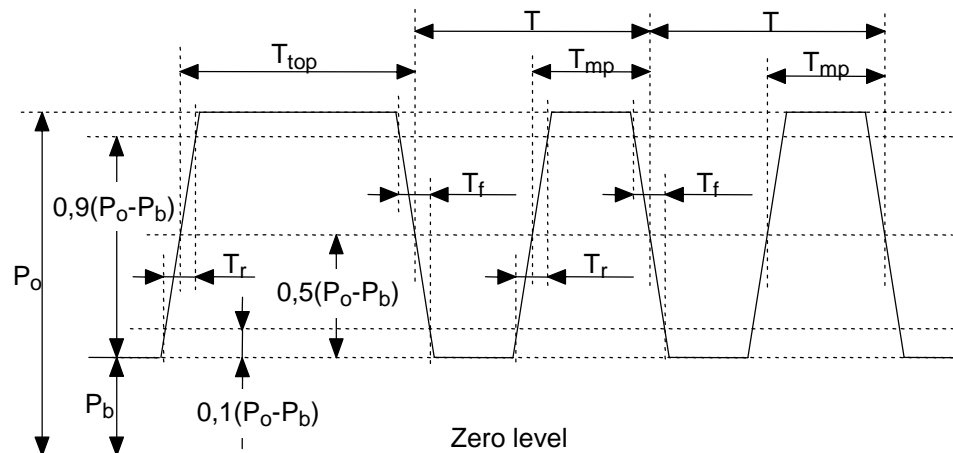 T T
T_top T_mp T_mp
T_f T_f
0,9(P_o-P_b)
P_o T_r 0,5(P_o-P_b) T_r
P_b 0,1(P_o-P_b)
Zero level